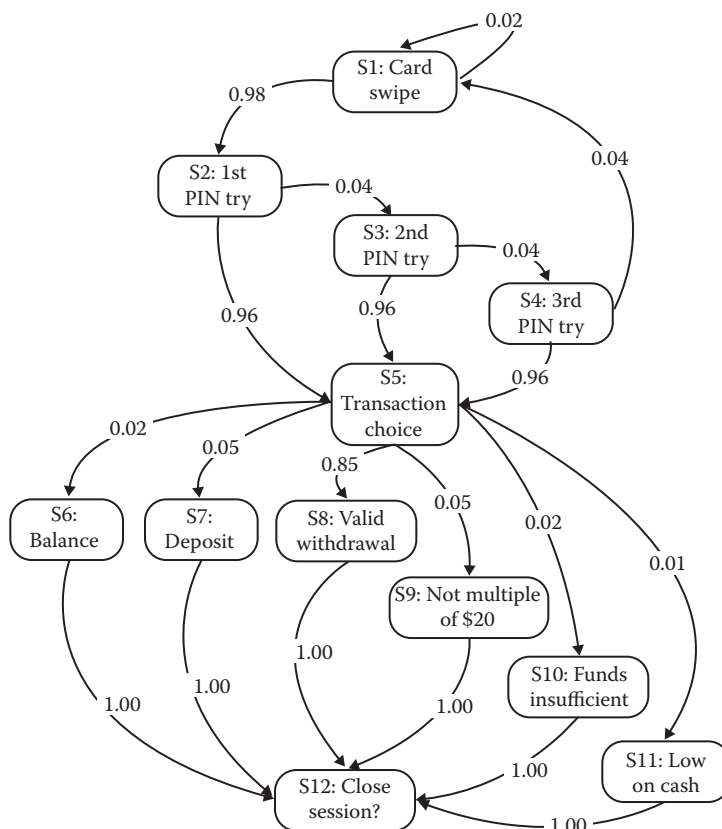 0.02
S1: Card
swipe
0.98
0.04
S2: 1st
PIN try
0.04
S3: 2nd
PIN try
0.04
S4: 3rd
PIN try
0.96
0.96
0.96
S5:
Transaction
choice
0.02
0.05
0.85
0.05
0.02
0.01
S6:
Balance
S7:
Deposit
S8: Valid
withdrawal
S9: Not multiple
of $20
S10: Funds
insufficient
S11: Low
on cash
1.00
1.00
1.00
1.00
1.00
1.00
S12: Close
session?